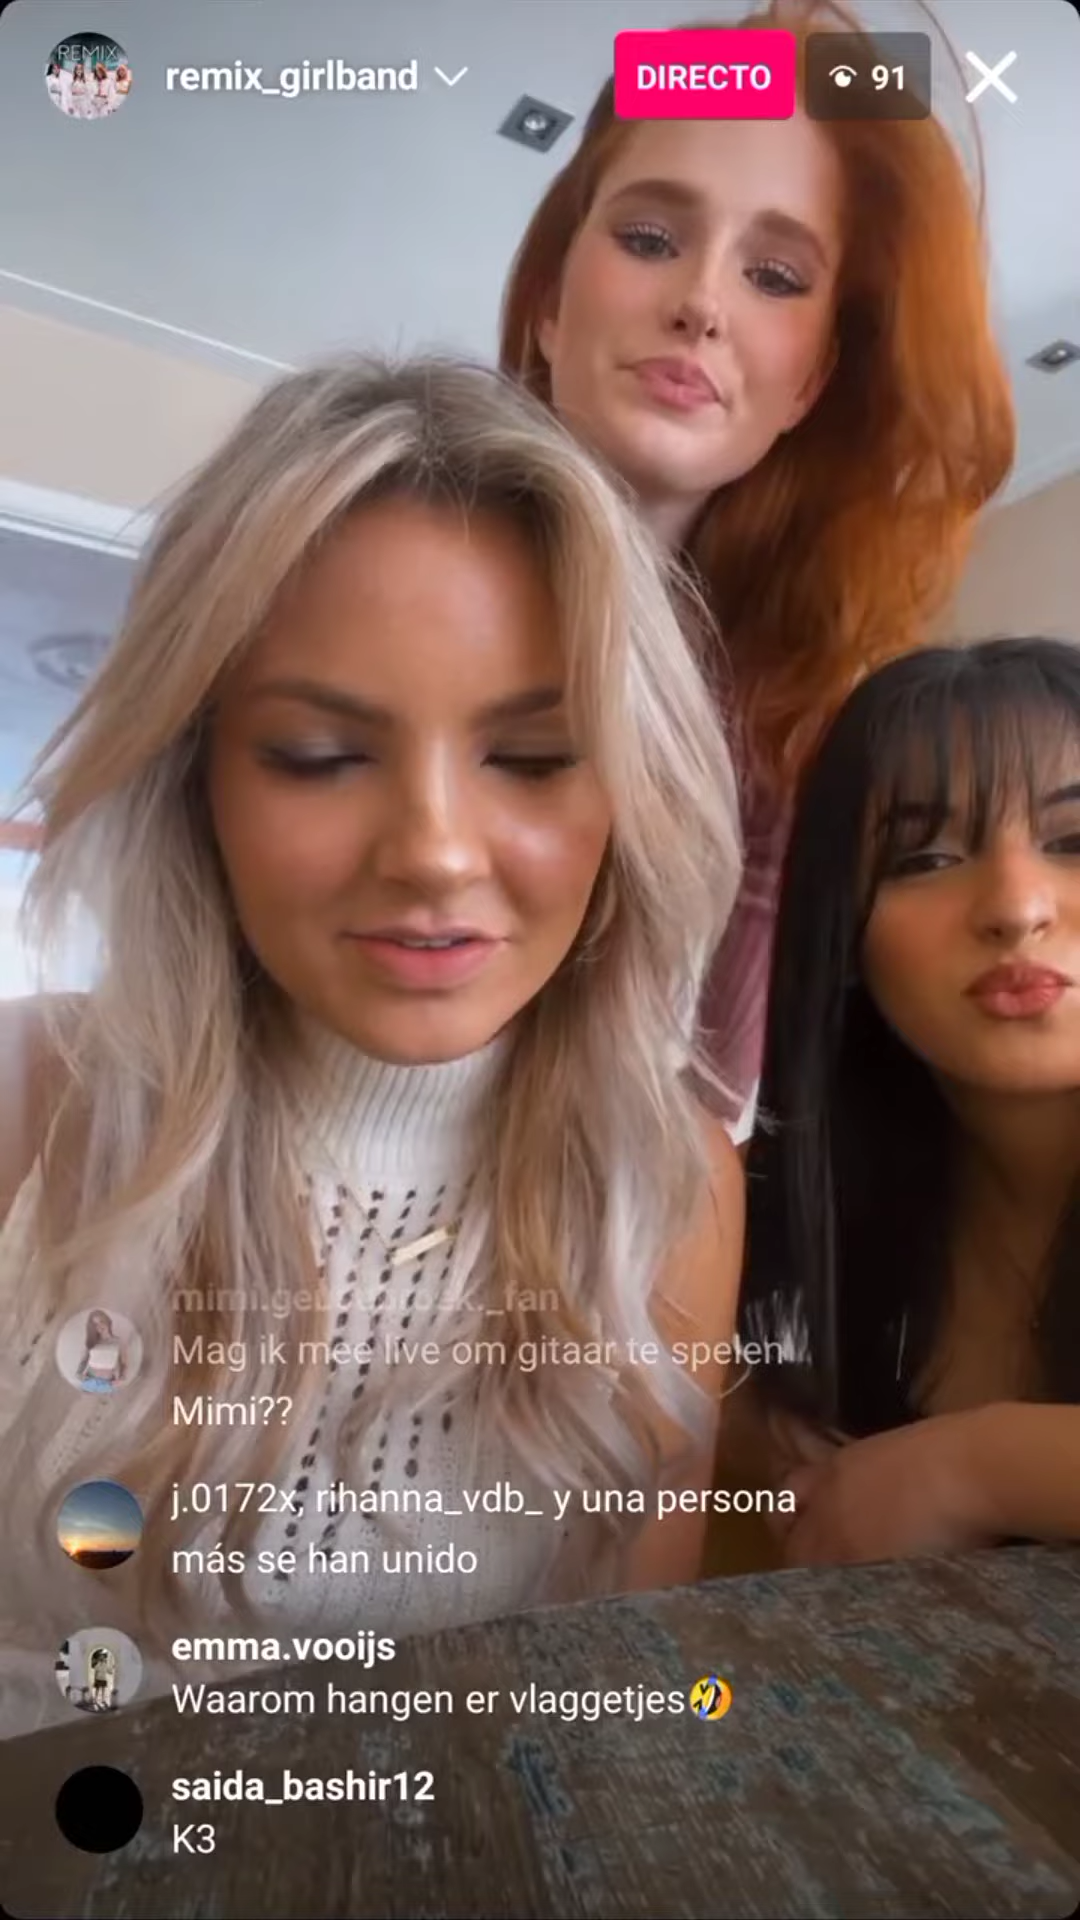 REMIX
remix_girlband
DIRECTO
91
Mag ik mee live om gitaar te spelen
Mimi??
j.0172x, rihanna_vdb_ y una persona
más se han unido
emma.vooijs
Waarom hangen er vlaggetjes🤣
saida_bashir12
K3